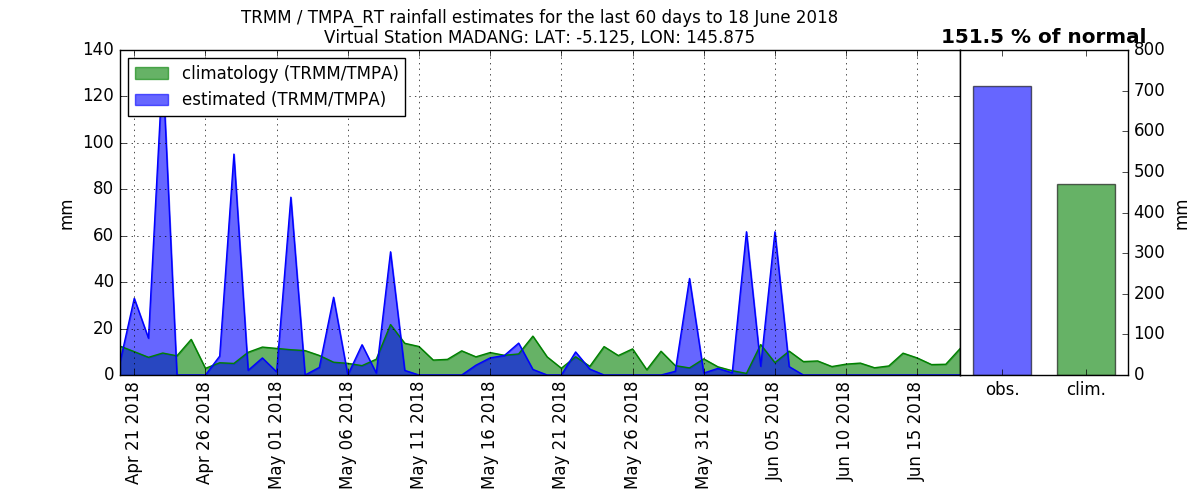 TRMM / TMPA_RT rainfall estimates for the last 60 days to 18 June 2018
Virtual Station MADANG: LAT: -5.125, LON: 145.875
151.5 % of normal
climatology (TRMM/TMPA)
estimated (TRMM/TMPA)
140
120
100
80
60
40
20
0
mm
Apr 21 2018
Apr 26 2018
May 01 2018
May 06 2018
May 11 2018
May 16 2018
May 21 2018
May 26 2018
May 31 2018
Jun 05 2018
Jun 10 2018
Jun 15 2018
800
700
600
500
400
300
200
100
0
mm
obs.
clim.